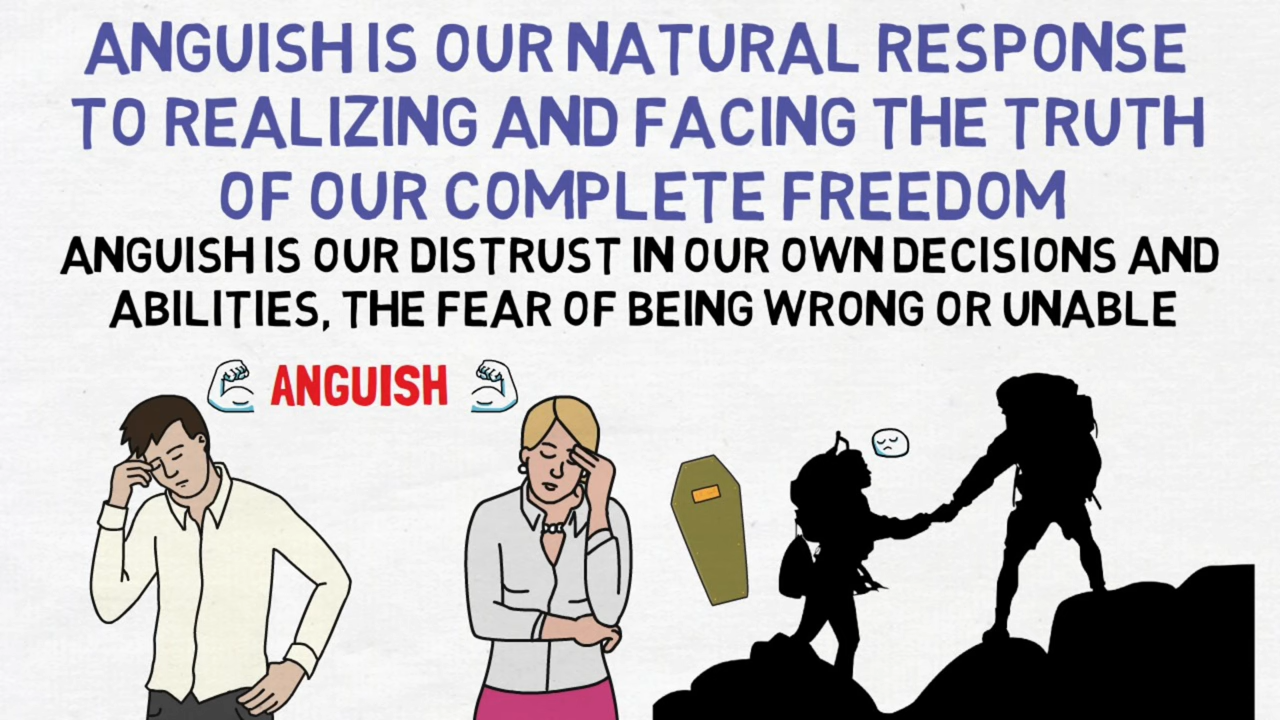 ANGUISH IS OUR NATURAL RESPONSE
TO REALIZING AND FACING THE TRUTH
OF OUR COMPLETE FREEDOM
ANGUISH IS OUR DISTRUST IN OUR OWN DECISIONS AND
ABILITIES, THE FEAR OF BEING WRONG OR UNABLE
ANGUISH